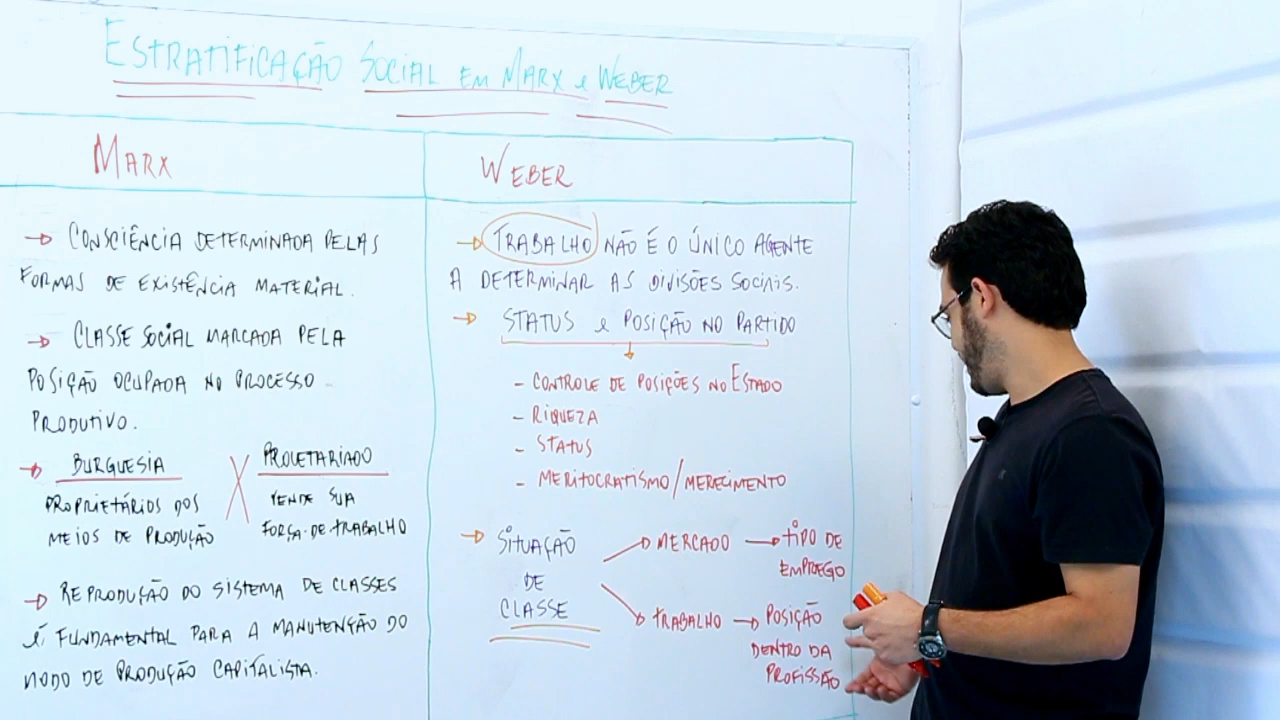 ESTRATIFICAÇÃO SOCIAL EM MARX e WEBER
MARX
→ CONSCIÊNCIA DETERMINADA PELAS
FORMAS DE EXISTÊNCIA MATERIAL.
→ CLASSE SOCIAL MARCADA PELA
POSIÇÃO OCUPADA NO PROCESSO
PRODUTIVO.
→ BURGUESIA X PROLETARIADO
PROPRIETÁRIOS DOS
MEIOS DE PRODUÇÃO
VENDE SUA
FORÇA-DE-TRABALHO
→ REPRODUÇÃO DO SISTEMA DE CLASSES
É FUNDAMENTAL PARA A MANUTENÇÃO DO
MODO DE PRODUÇÃO CAPITALISTA.
WEBER
→ TRABALHO NÃO É O ÚNICO AGENTE
A DETERMINAR AS DIVISÕES SOCIAIS.
→ STATUS e POSIÇÃO NO PARTIDO
- CONTROLE DE POSIÇÕES NO ESTADO
- RIQUEZA
- STATUS
- MERITOCRATISMO/MERECIMENTO
→ SITUAÇÃO
DE
CLASSE
→ MERCADO → TIPO DE
EMPREGO
→ TRABALHO → POSIÇÃO
DENTRO DA
PROFISSÃO